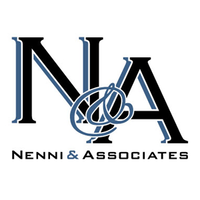 N&A
NENNI & ASSOCIATES